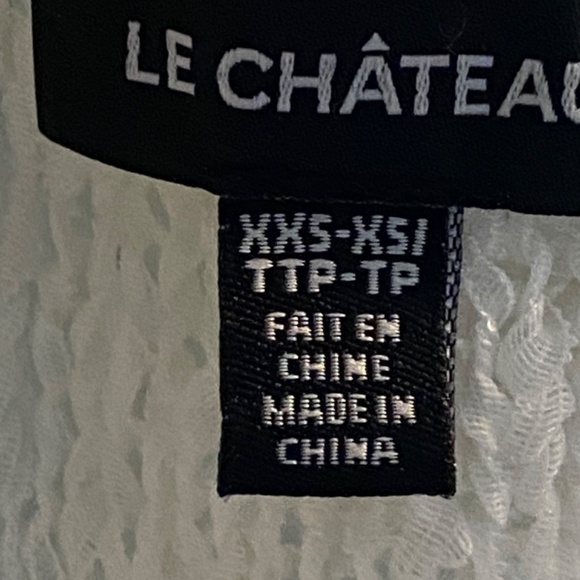 LE CHÂTEAU
XXS-XS/
TTP-TP
FAIT EN
CHINE
MADE IN
CHINA